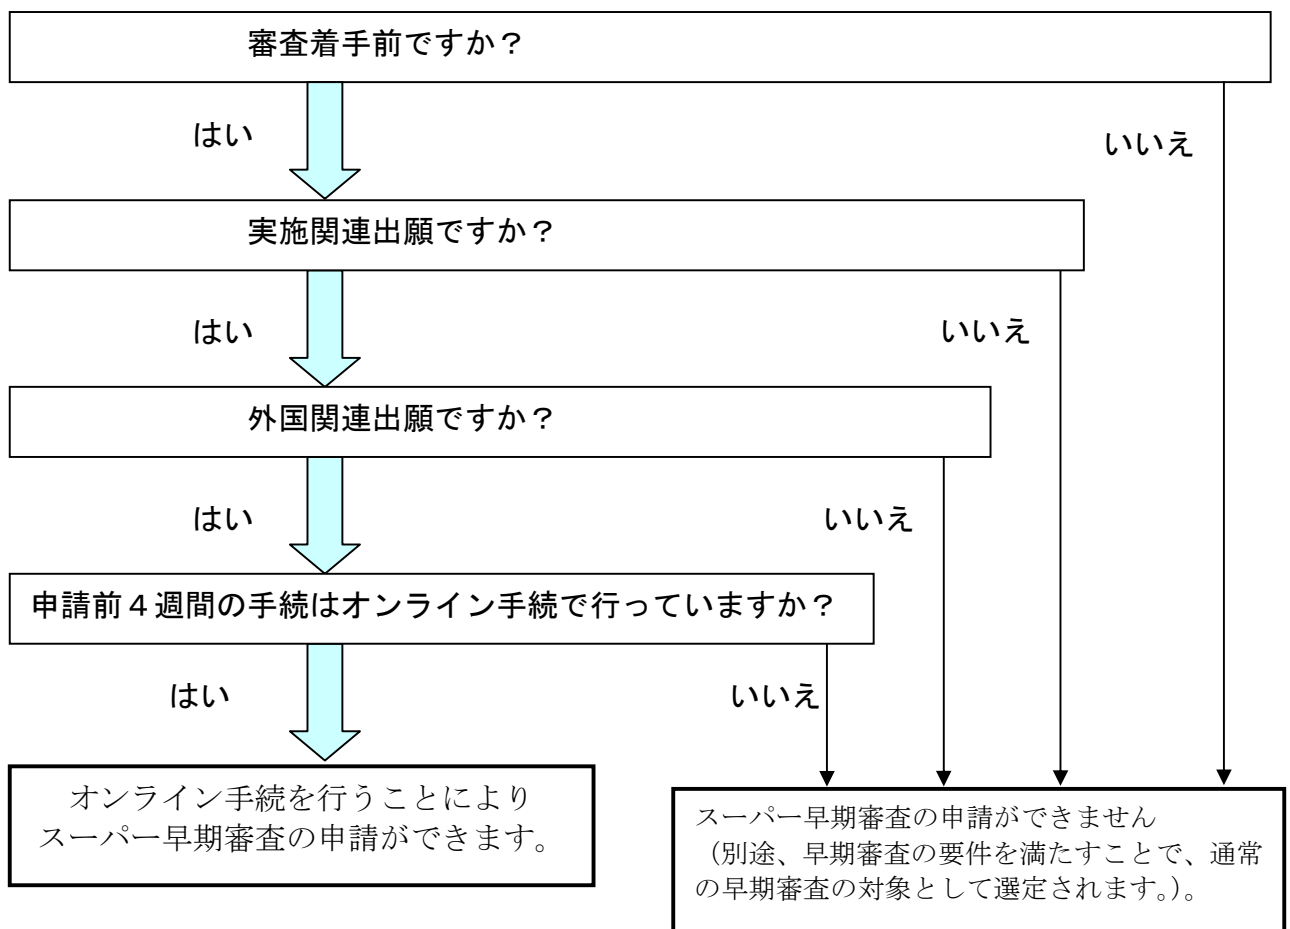 審査着手前ですか？
はい
いいえ
実施関連出願ですか？
はい
いいえ
外国関連出願ですか？
はい
いいえ
申請前４週間の手続はオンライン手続で行っていますか？
はい
いいえ
オンライン手続を行うことにより
スーパー早期審査の申請ができます。
スーパー早期審査の申請ができません
（別途、早期審査の要件を満たすことで、通常
の早期審査の対象として選定されます。）。